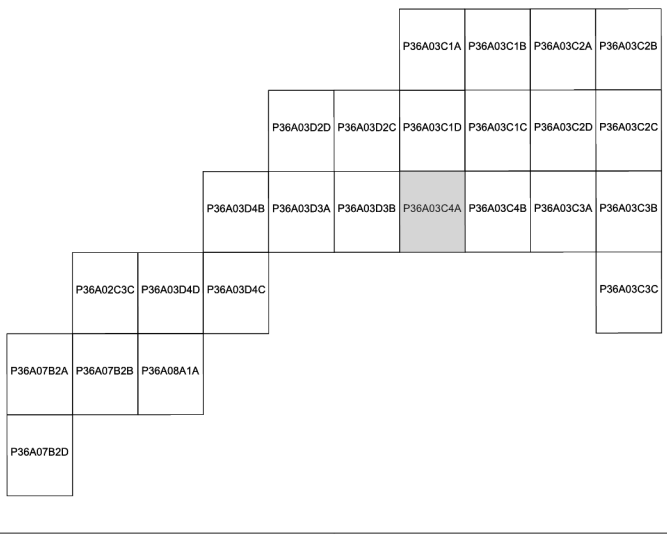 P36A03C1A P36A03C1B P36A03C2A P36A03C2B
P36A03D2D P36A03D2C P36A03C1D P36A03C1C P36A03C2D P36A03C2C
P36A03D4B P36A03D3A P36A03D3B P36A03C4A P36A03C4B P36A03C3A P36A03C3B
P36A02C3C P36A03D4D P36A03D4C P36A03C3C
P36A07B2A P36A07B2B P36A08A1A
P36A07B2D